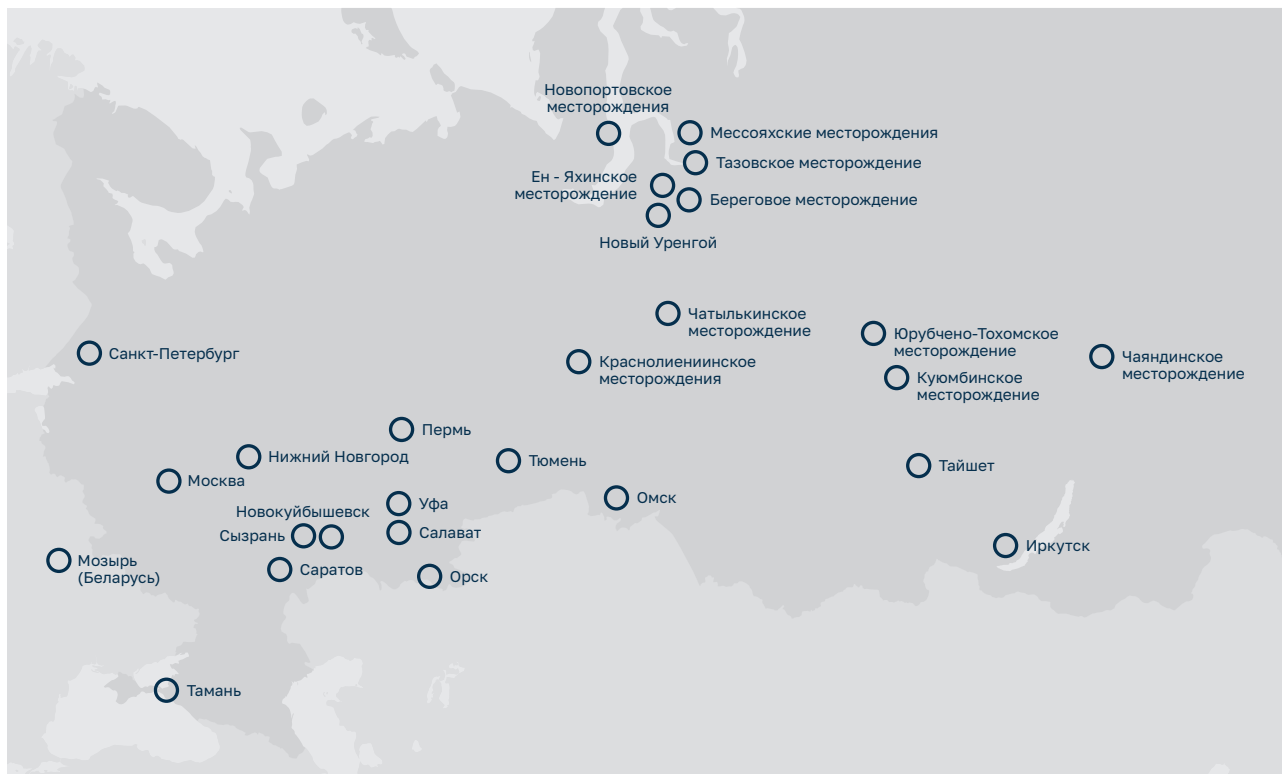 Новопортовское
месторождения
Мессояхские месторождения
Тазовское месторождение
Ен - Яхинское
месторождение
Береговое месторождение
Новый Уренгой
Чатылькинское
месторождение
Юрубчено-Тохомское
месторождение
Санкт-Петербург
Краснолиениинское
месторождения
Чаяндинское
месторождение
Куюмбинское
месторождение
Пермь
Нижний Новгород
Тюмень
Тайшет
Москва
Омск
Уфа
Новокуйбышевск
Сызрань
Салават
Иркутск
Мозырь
(Беларусь)
Саратов
Орск
Тамань